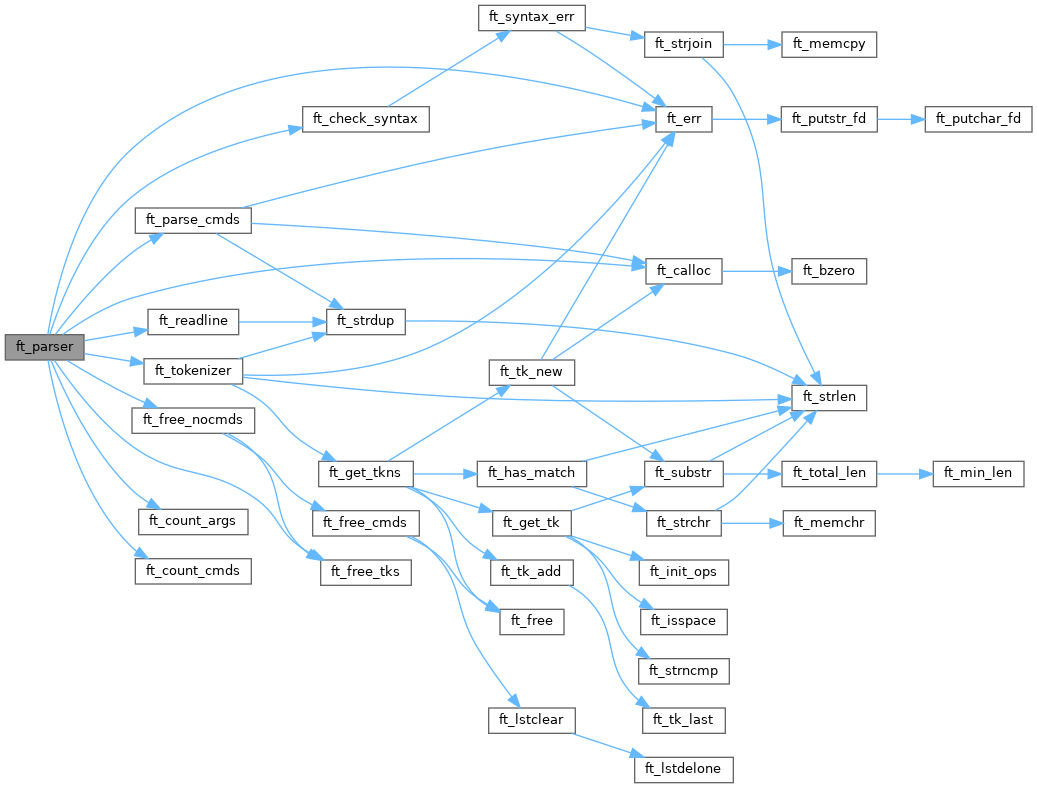 ft_syntax_err
ft_strjoin
ft_memcpy
ft_check_syntax
ft_err
ft_putstr_fd
ft_putchar_fd
ft_parse_cmds
ft_calloc
ft_bzero
ft_readline
ft_strdup
ft_parser
ft_tokenizer
ft_tk_new
ft_strlen
ft_free_nocmds
ft_get_tkns
ft_has_match
ft_substr
ft_total_len
ft_min_len
ft_count_args
ft_free_cmds
ft_get_tk
ft_strchr
ft_memchr
ft_count_cmds
ft_free_tks
ft_tk_add
ft_init_ops
ft_free
ft_isspace
ft_strncmp
ft_lstclear
ft_tk_last
ft_lstdelone